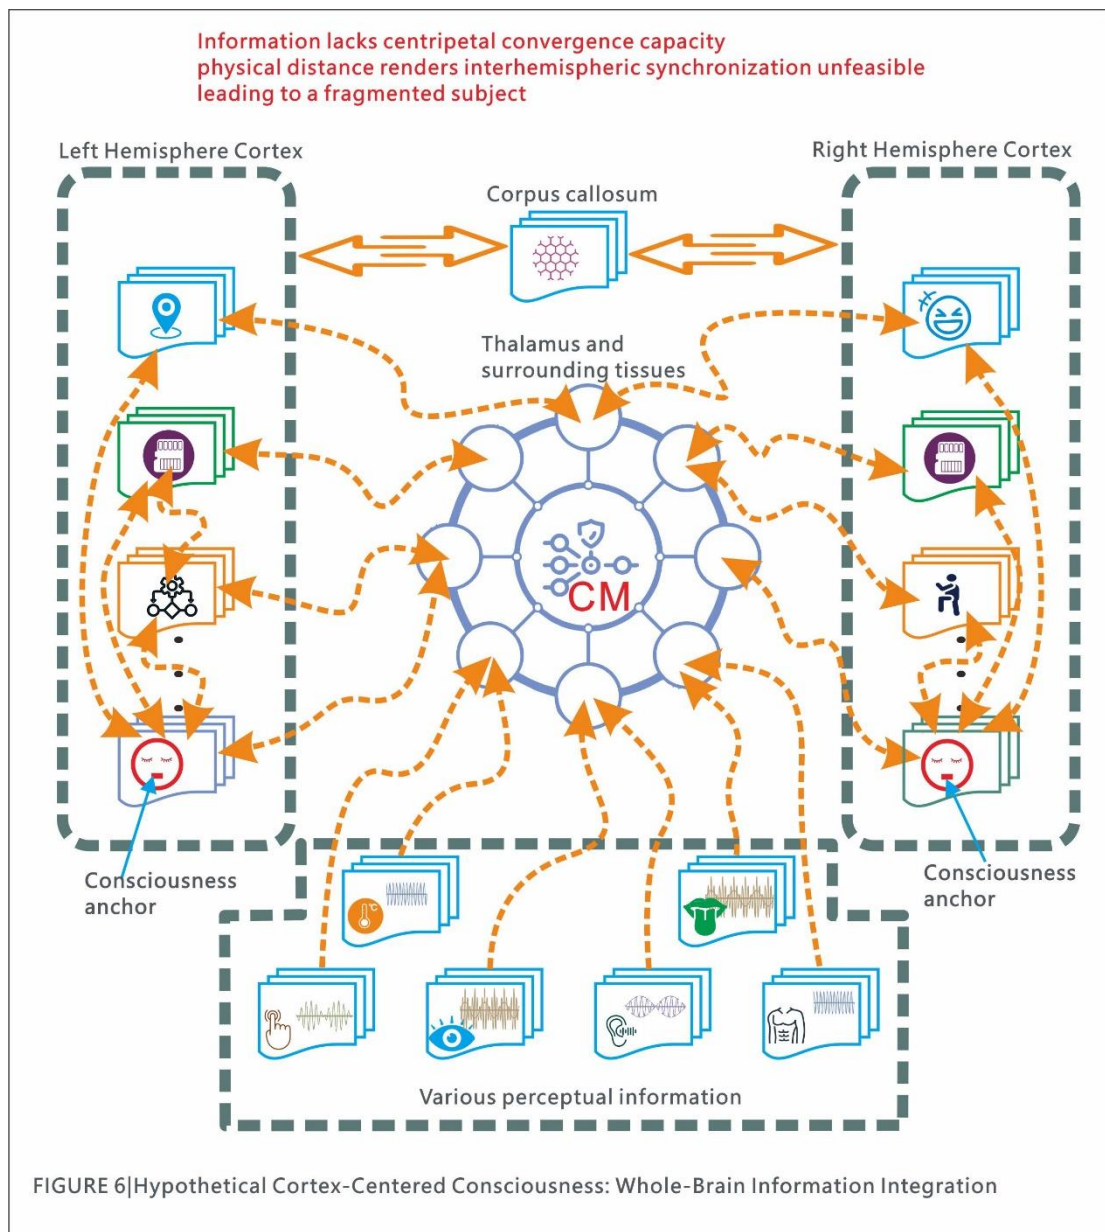 Information lacks centripetal convergence capacity
physical distance renders interhemispheric synchronization unfeasible
leading to a fragmented subject
Left Hemisphere Cortex
Right Hemisphere Cortex
Corpus callosum
Thalamus and
surrounding tissues
CM
Consciousness
anchor
Consciousness
anchor
°C
Various perceptual information
FIGURE 6|Hypothetical Cortex-Centered Consciousness: Whole-Brain Information Integration